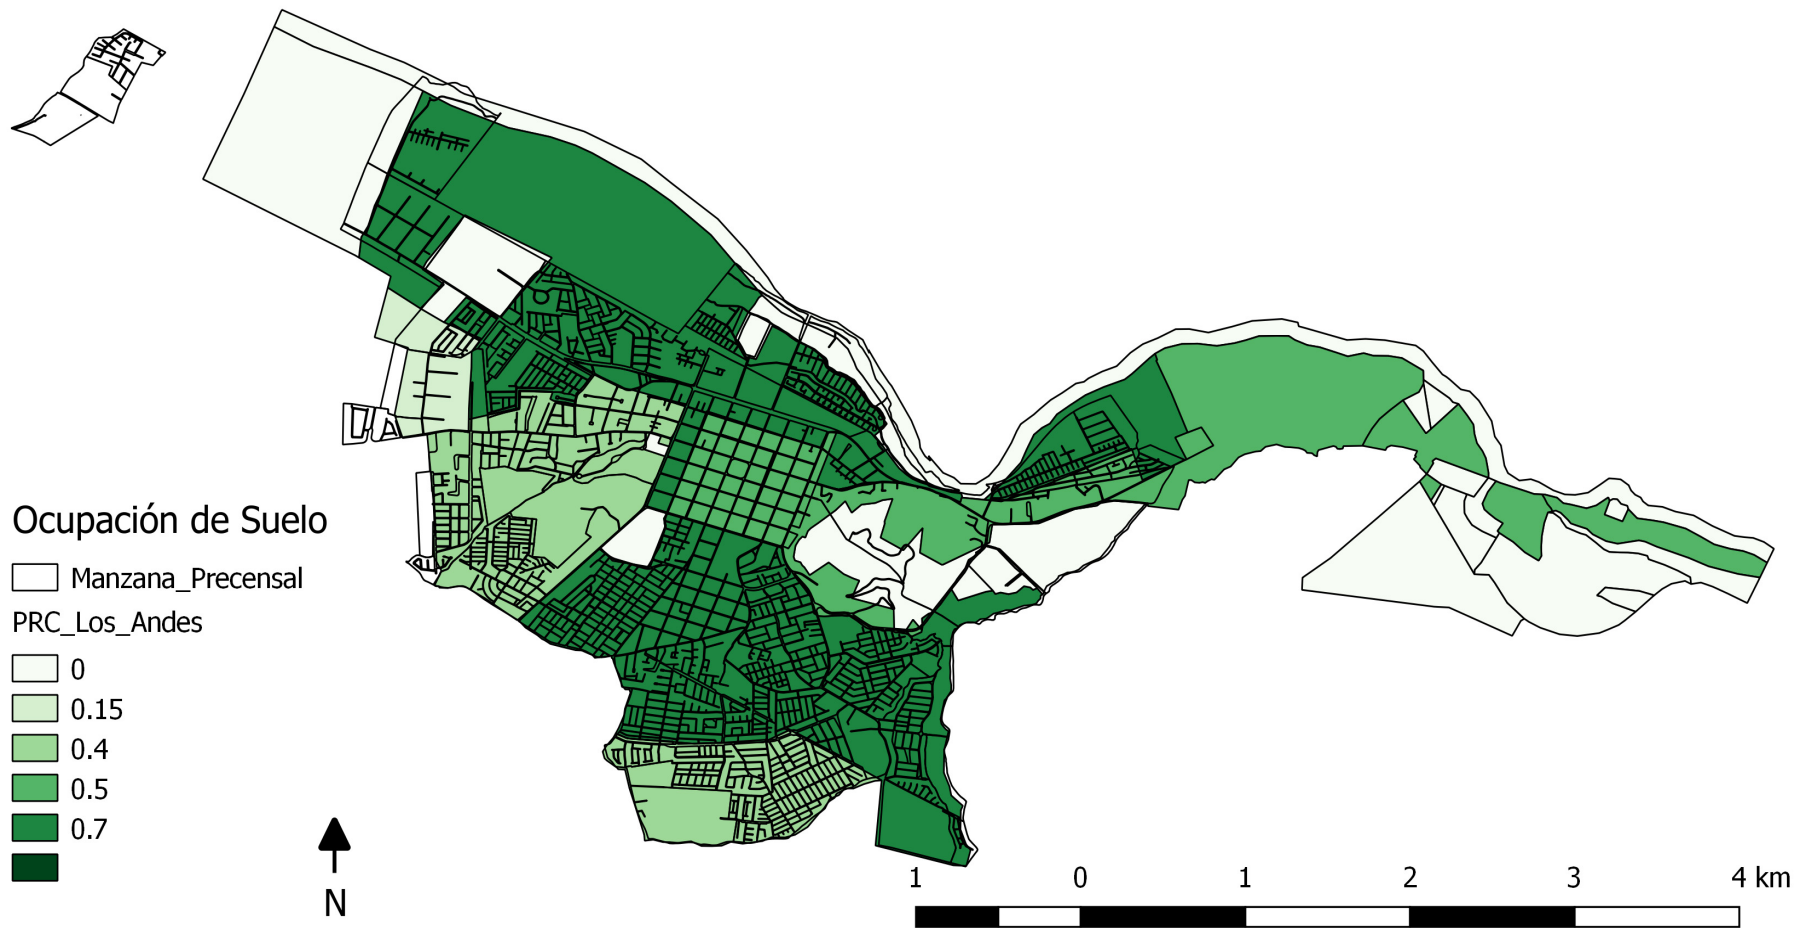 Ocupación de Suelo
Manzana_Precensal
PRC_Los_Andes
0
0.15
0.4
0.5
0.7
N
1 0 1 2 3 4 km